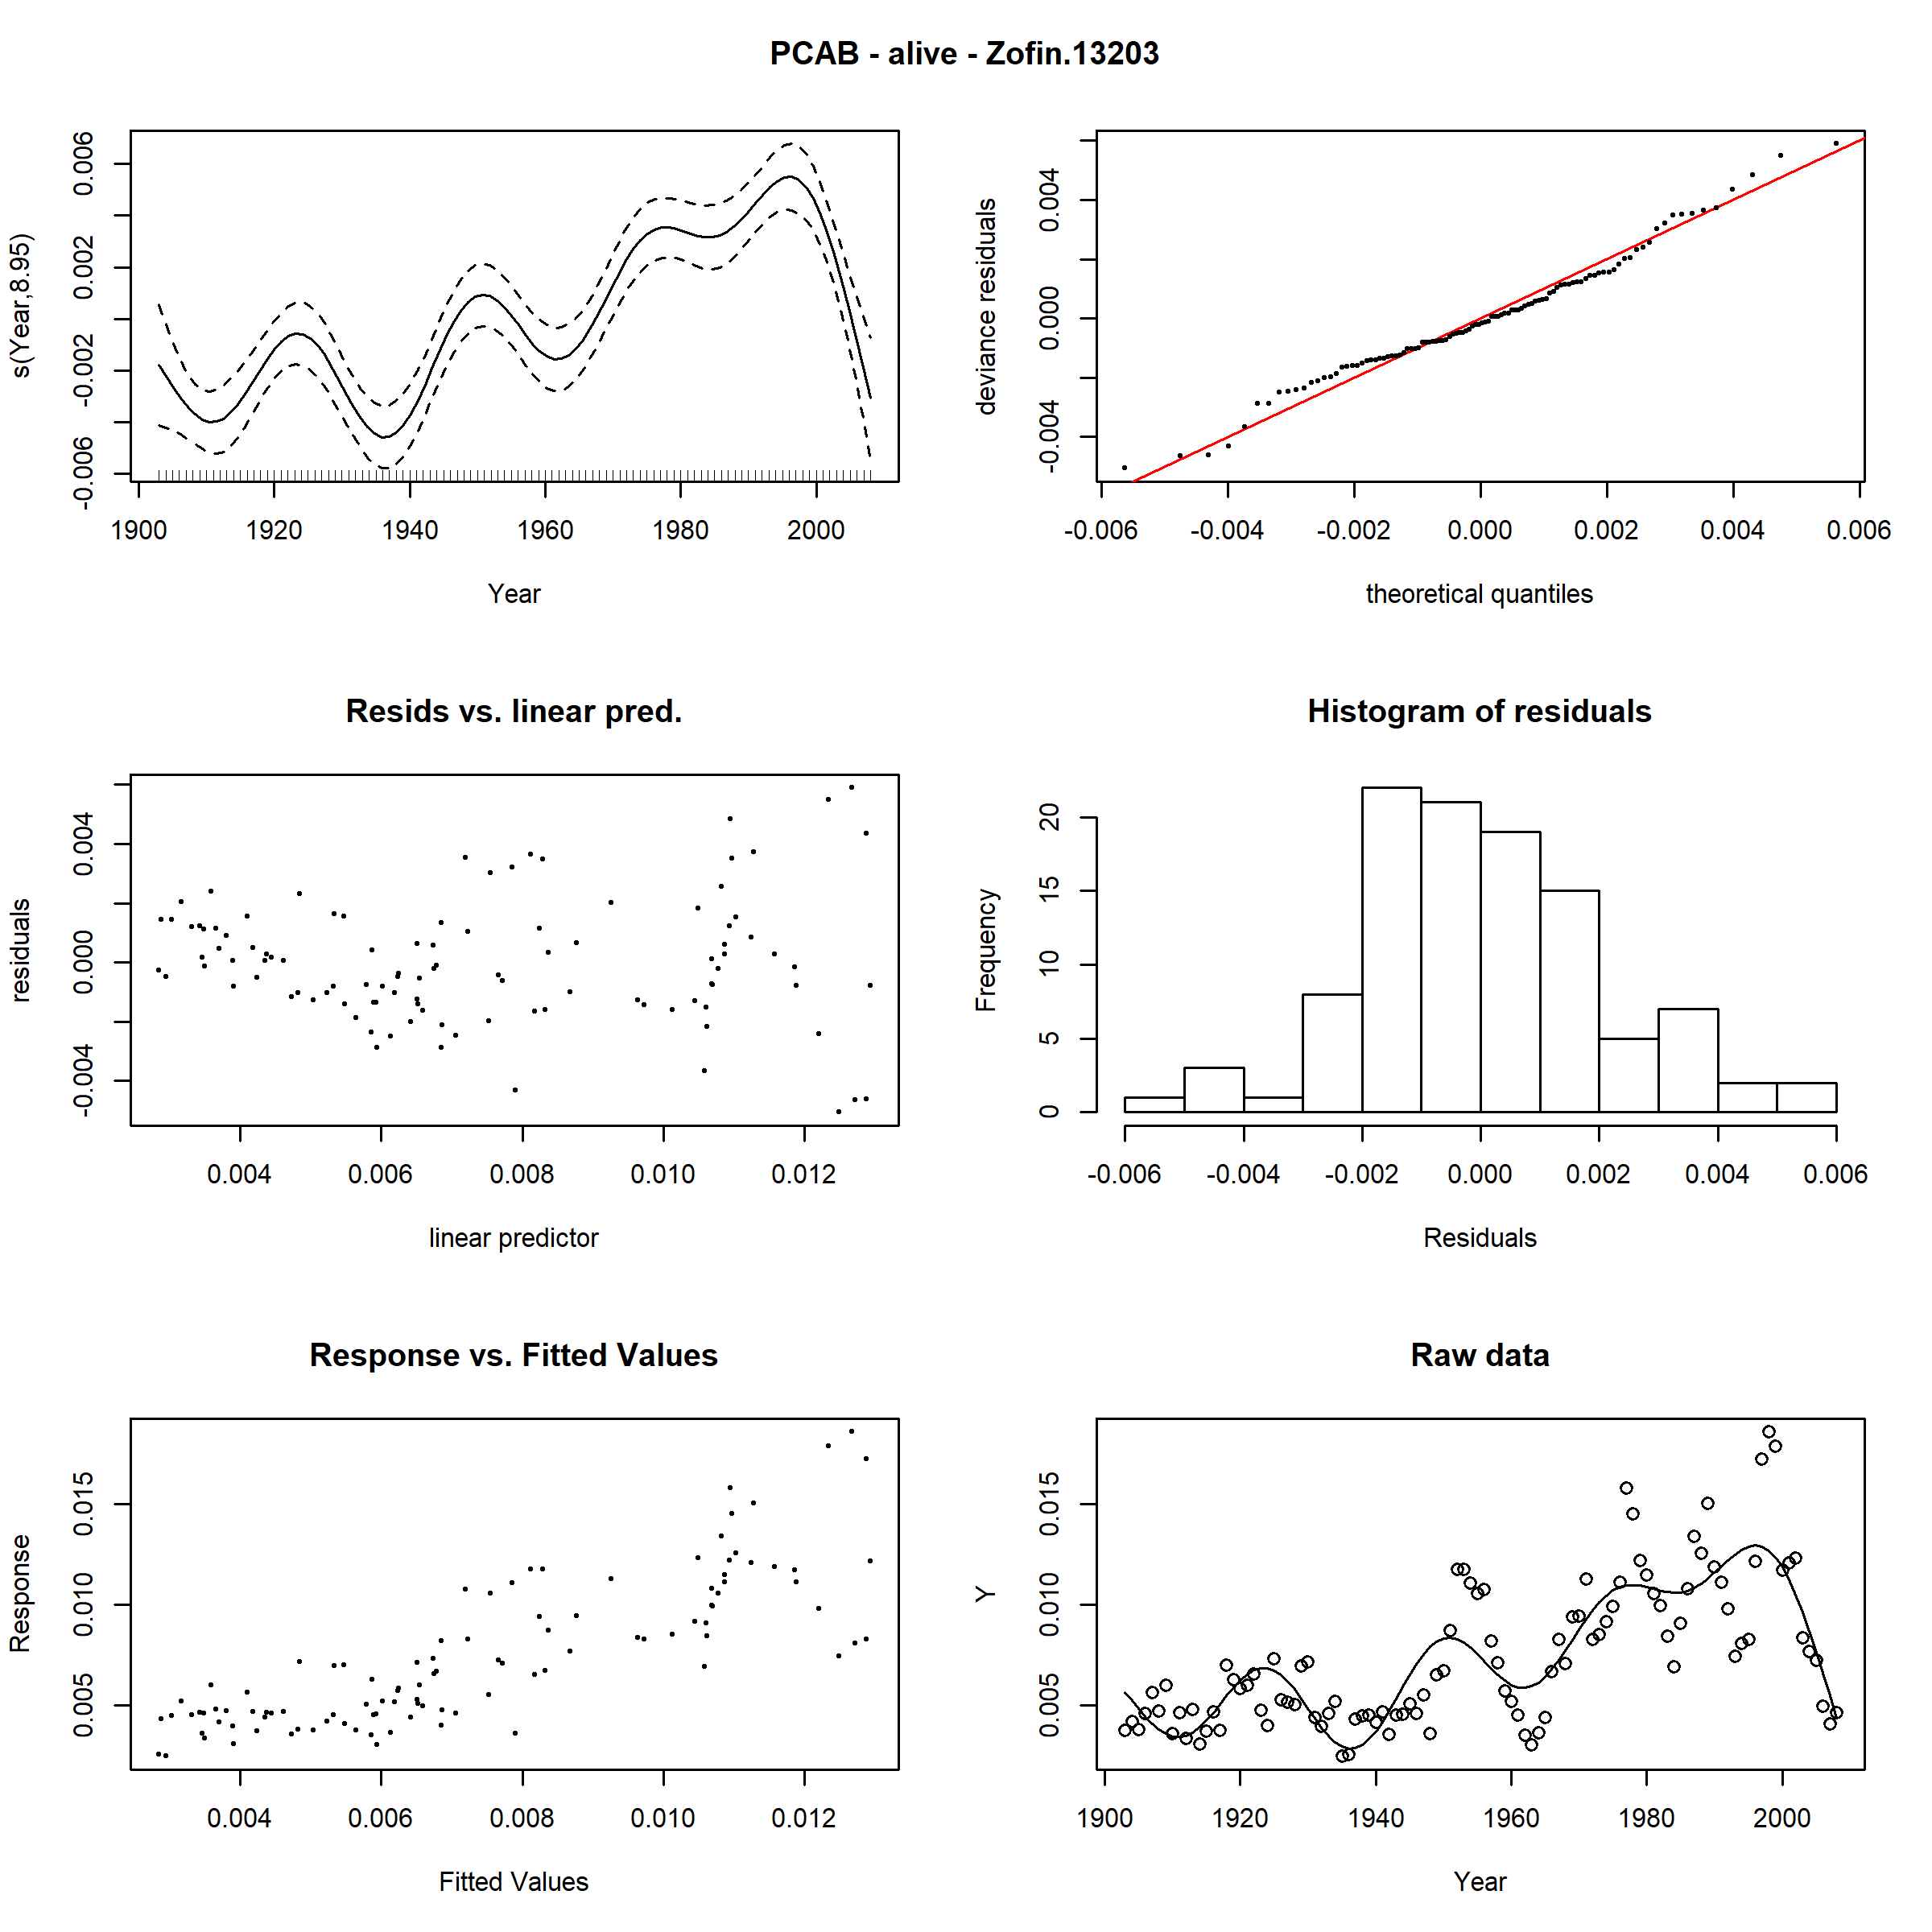 PCAB - alive - Zofin.13203
s(Year,8.95)
-0.006 -0.002 0.002 0.006
1900 1920 1940 1960 1980 2000
Year
deviance residuals
-0.004 0.000 0.004
-0.006 -0.004 -0.002 0.000 0.002 0.004 0.006
theoretical quantiles
Resids vs. linear pred.
residuals
-0.004 0.000 0.004
0.004 0.006 0.008 0.010 0.012
linear predictor
Histogram of residuals
Frequency
0 5 10 15 20
-0.006 -0.004 -0.002 0.000 0.002 0.004 0.006
Residuals
Response vs. Fitted Values
Response
0.005 0.010 0.015
0.004 0.006 0.008 0.010 0.012
Fitted Values
Raw data
Y
0.005 0.010 0.015
1900 1920 1940 1960 1980 2000
Year